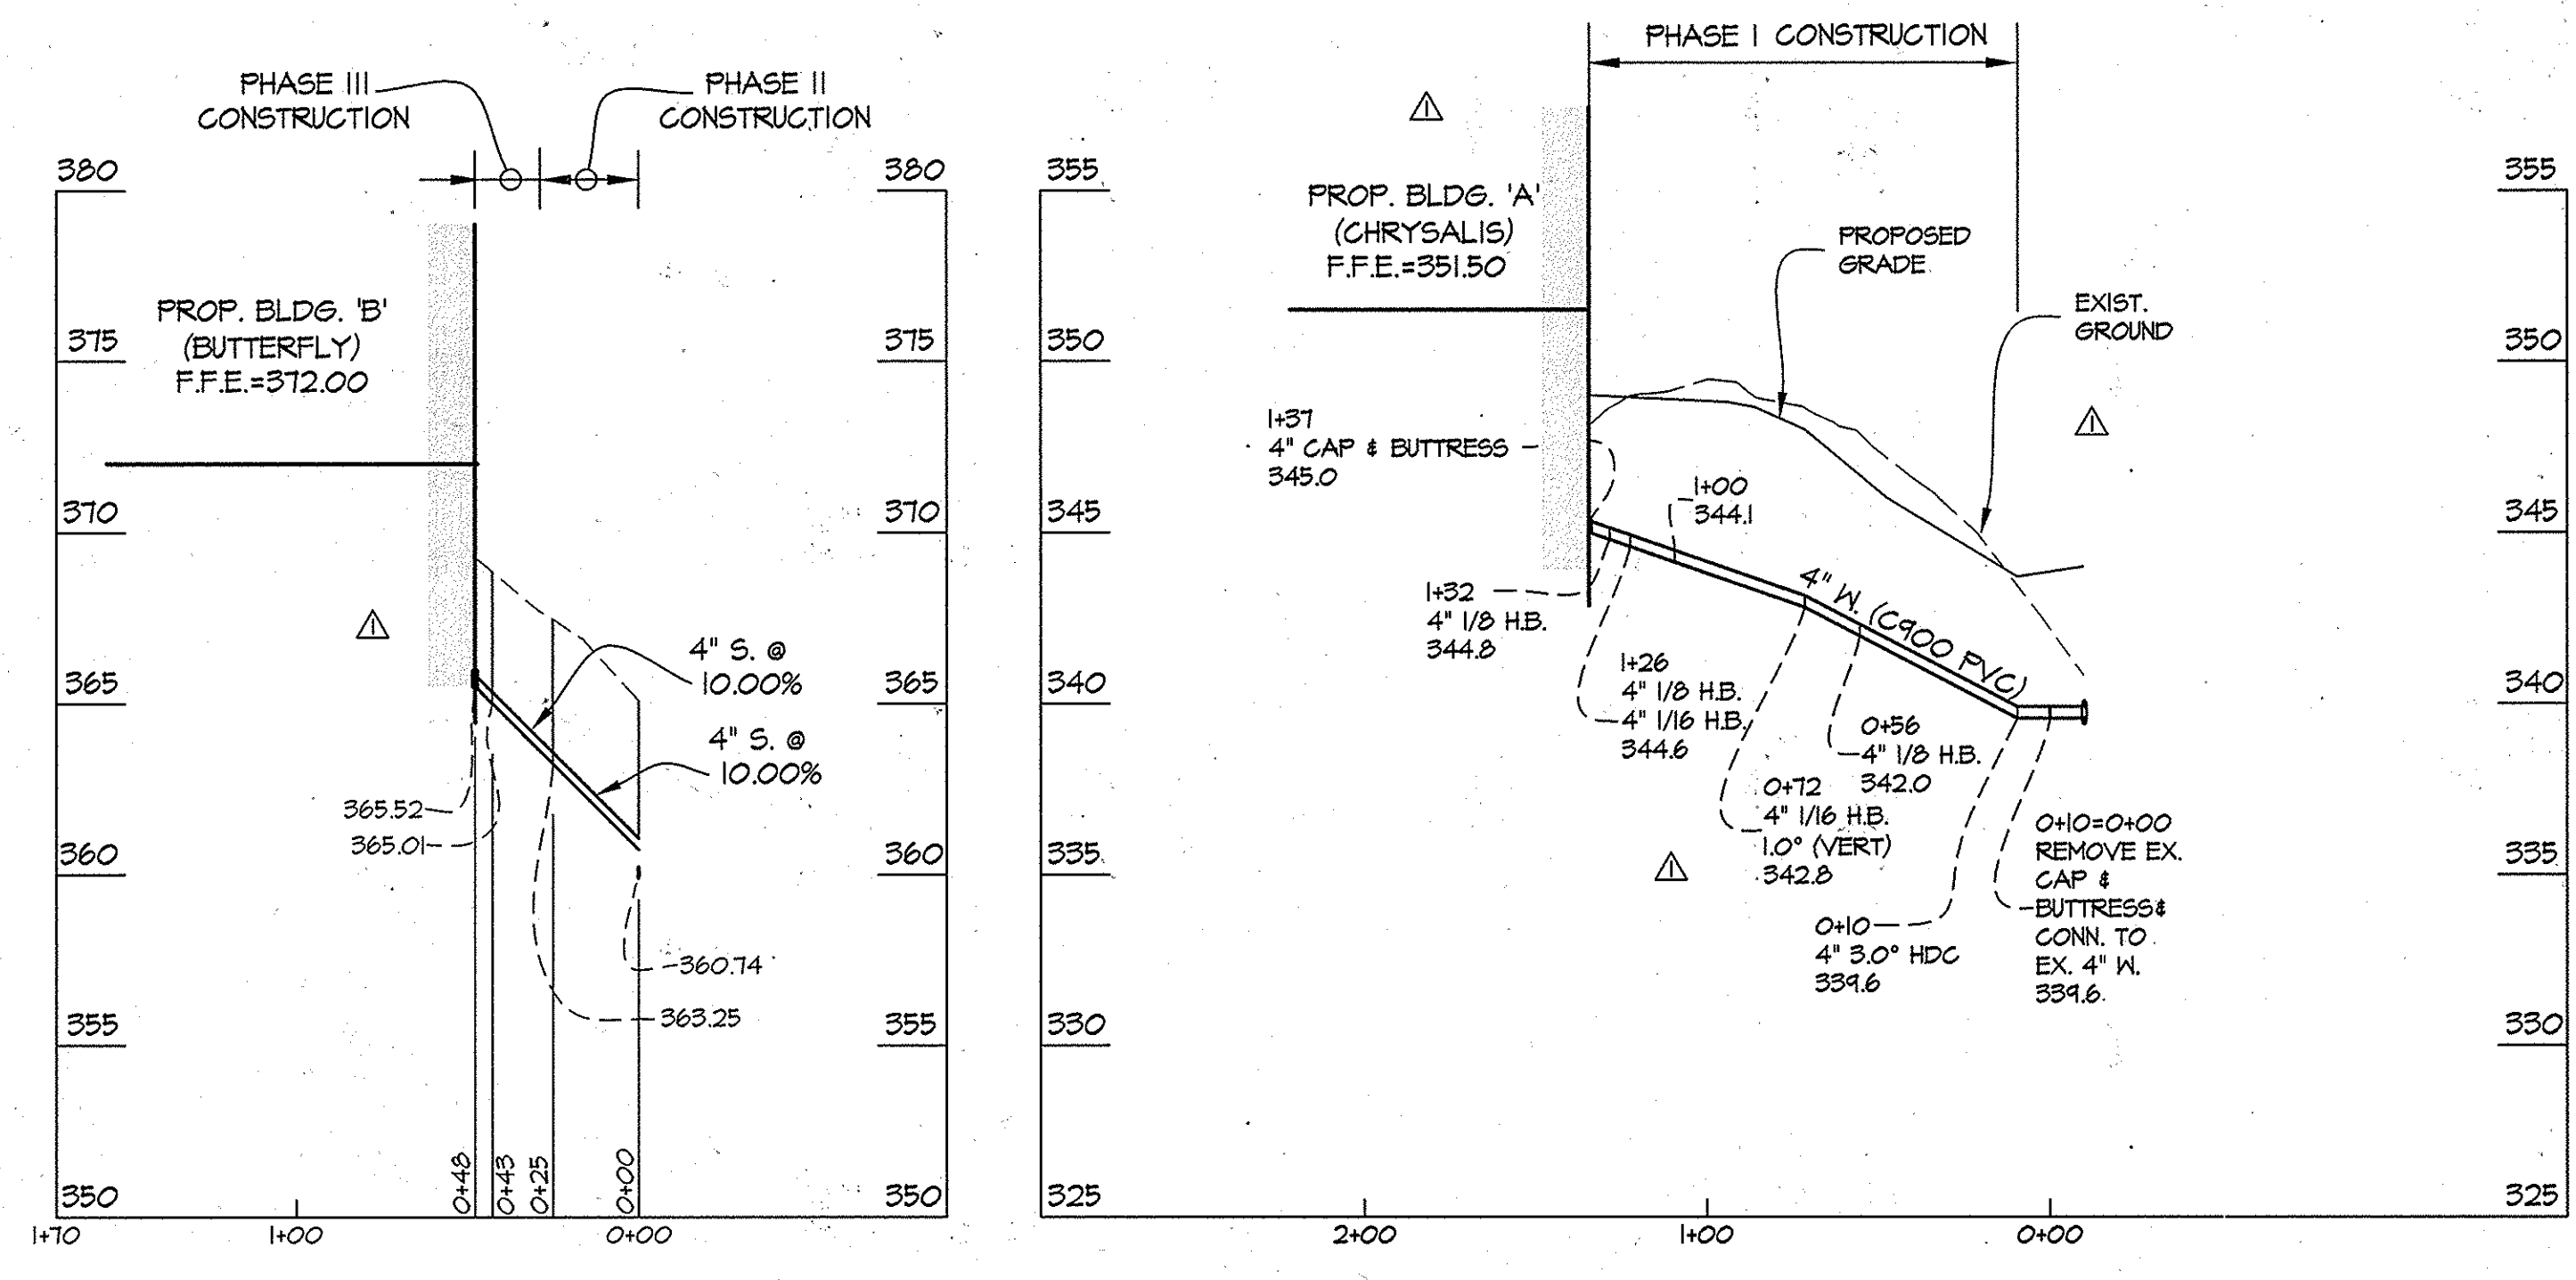 PHASE III
CONSTRUCTION
PHASE II
CONSTRUCTION
380
380
PROP. BLDG. 'B'
(BUTTERFLY)
F.F.E.=372.00
375
375
370
370
4" S. @
10.00%
365
365
4" S. @
10.00%
365.52
365.01
360
360
360.74
363.25
355
355
0+48
0+43
0+25
0+00
350
350
1+70
1+00
0+00
PHASE I CONSTRUCTION
1
355
355
PROP. BLDG. 'A'
(CHRYSALIS)
F.F.E.=351.50
PROPOSED
GRADE
EXIST.
GROUND
350
350
1
1+37
4" CAP & BUTTRESS
345.0
1+00
344.1
345
345
4" W. (C900 PVC)
1+32
4" 1/8 H.B.
344.8
1
1+26
4" 1/8 H.B.
4" 1/16 H.B.
344.6
340
340
0+56
4" 1/8 H.B.
342.0
0+72
4" 1/16 H.B.
1.0° (VERT)
342.8
1
335
335
0+10=0+00
REMOVE EX.
CAP &
BUTTRESS&
CONN. TO
EX. 4" W.
339.6
0+10
4" 3.0° HDC
339.6
330
330
325
325
2+00
1+00
0+00